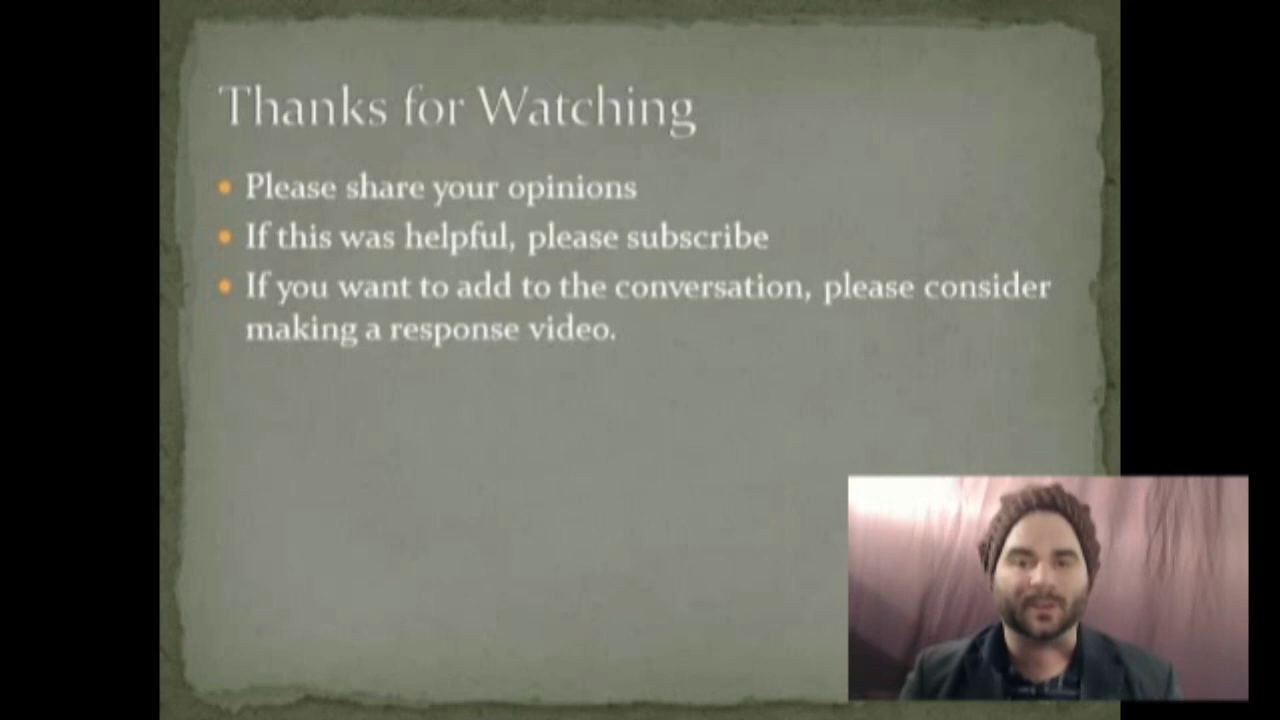 Thanks for Watching
Please share your opinions
If this was helpful, please subscribe
If you want to add to the conversation, please consider
making a response video.